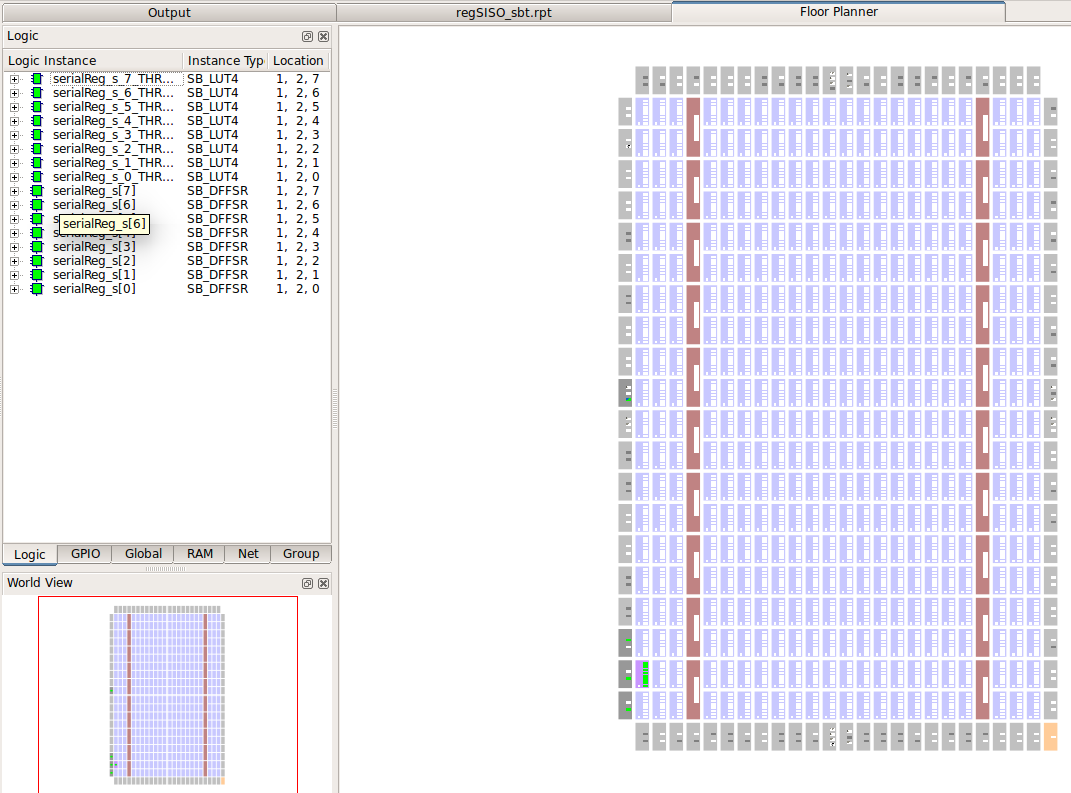 Output regSISO_sbt.rpt Floor Planner
Logic
Logic Instance Instance Typ Location
serialReg_s_7_THR... SB_LUT4 1, 2, 7
serialReg_s_6_THR... SB_LUT4 1, 2, 6
serialReg_s_5_THR... SB_LUT4 1, 2, 5
serialReg_s_4_THR... SB_LUT4 1, 2, 4
serialReg_s_3_THR... SB_LUT4 1, 2, 3
serialReg_s_2_THR... SB_LUT4 1, 2, 2
serialReg_s_1_THR... SB_LUT4 1, 2, 1
serialReg_s_0_THR... SB_LUT4 1, 2, 0
serialReg_s[7] SB_DFFSR 1, 2, 7
serialReg_s[6] SB_DFFSR 1, 2, 6
SB_DFFSR 1, 2, 5
serialReg_s[6]
SB_DFFSR 1, 2, 4
serialReg_s[3] SB_DFFSR 1, 2, 3
serialReg_s[2] SB_DFFSR 1, 2, 2
serialReg_s[1] SB_DFFSR 1, 2, 1
serialReg_s[0] SB_DFFSR 1, 2, 0
Logic GPIO Global RAM Net Group
World View